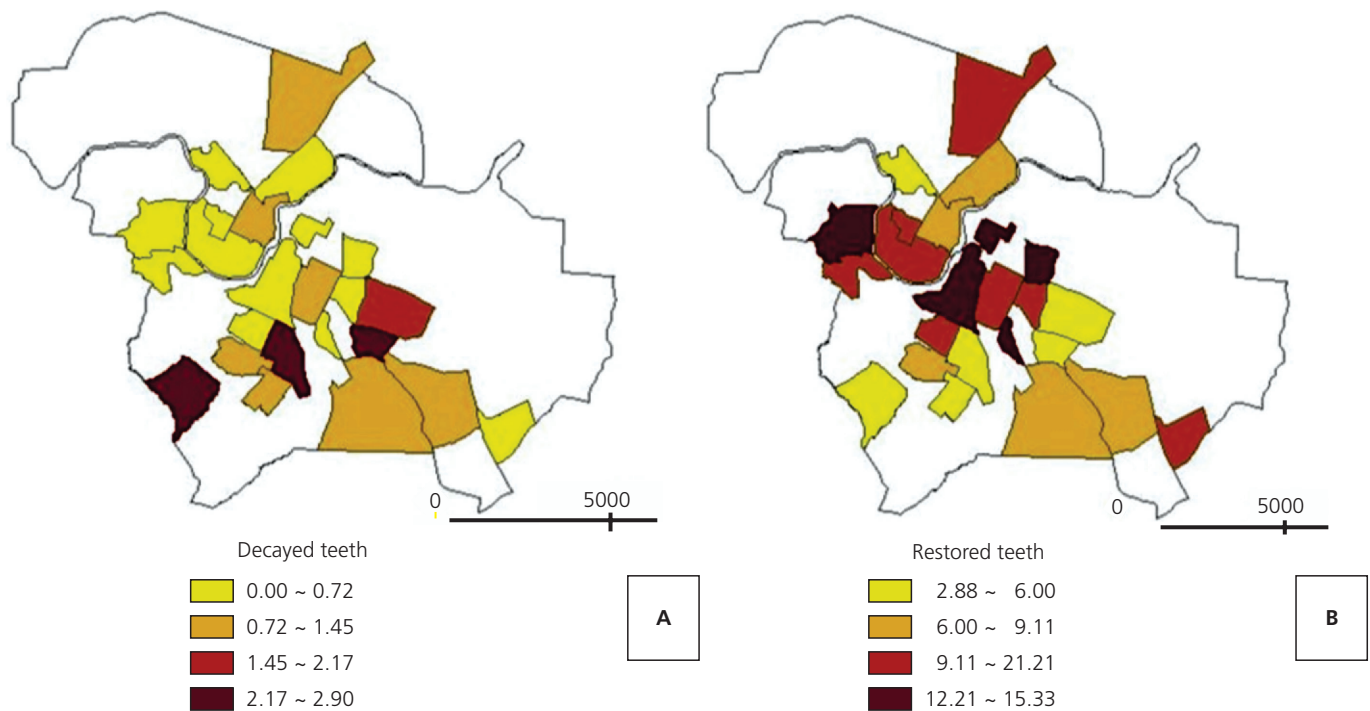 0 5000
Decayed teeth
0.00 ~ 0.72
0.72 ~ 1.45
1.45 ~ 2.17
2.17 ~ 2.90
A
0 5000
Restored teeth
2.88 ~ 6.00
6.00 ~ 9.11
9.11 ~ 21.21
12.21 ~ 15.33
B